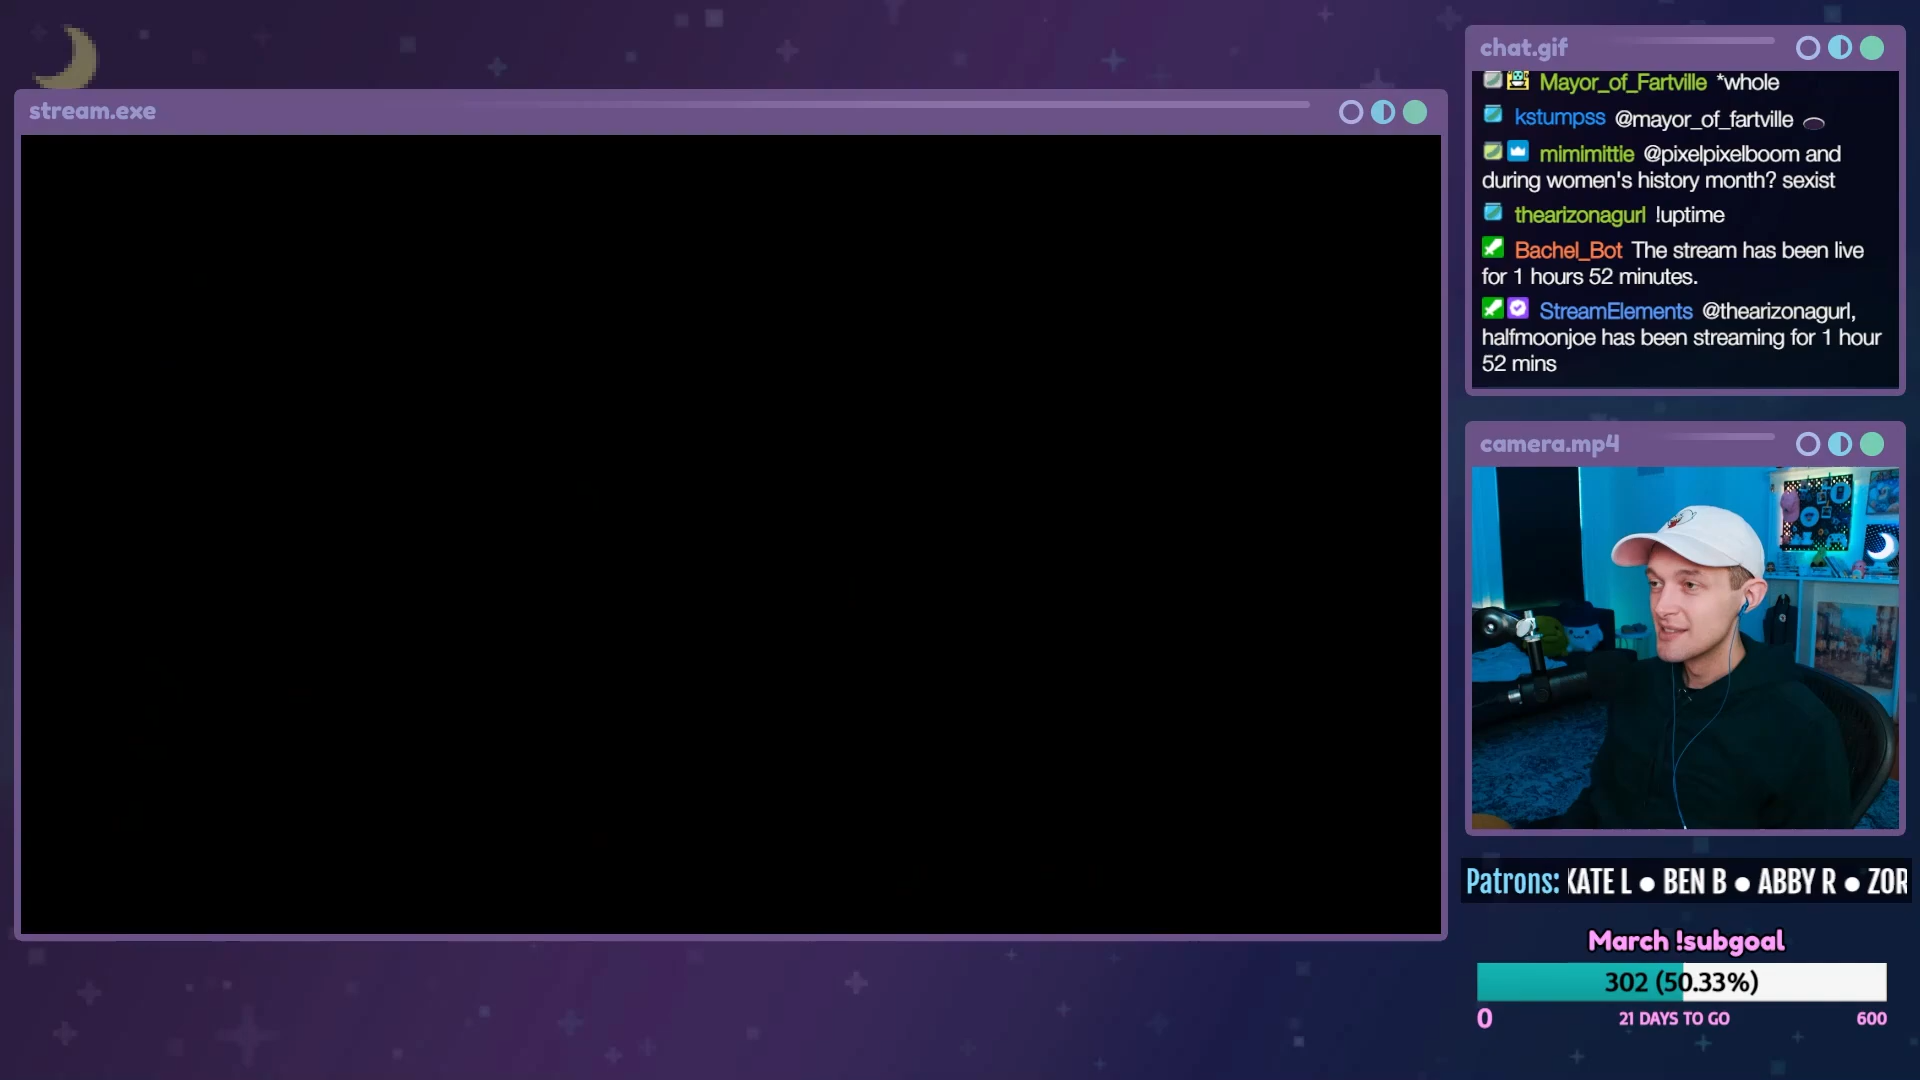 stream.exe
chat.gif
Mayor_of_Fartville *whole
kstumpss @mayor_of_fartville
mimimittie @pixelpixelboom and
during women's history month? sexist
thearizonagurl !uptime
Bachel_Bot The stream has been live
for 1 hours 52 minutes.
StreamElements @thearizonagurl,
halfmoonjoe has been streaming for 1 hour
52 mins
camera.mp4
Patrons: KATE L ● BEN B ● ABBY R ● ZOR
March !subgoal
302 (50.33%)
0 21 DAYS TO GO 600